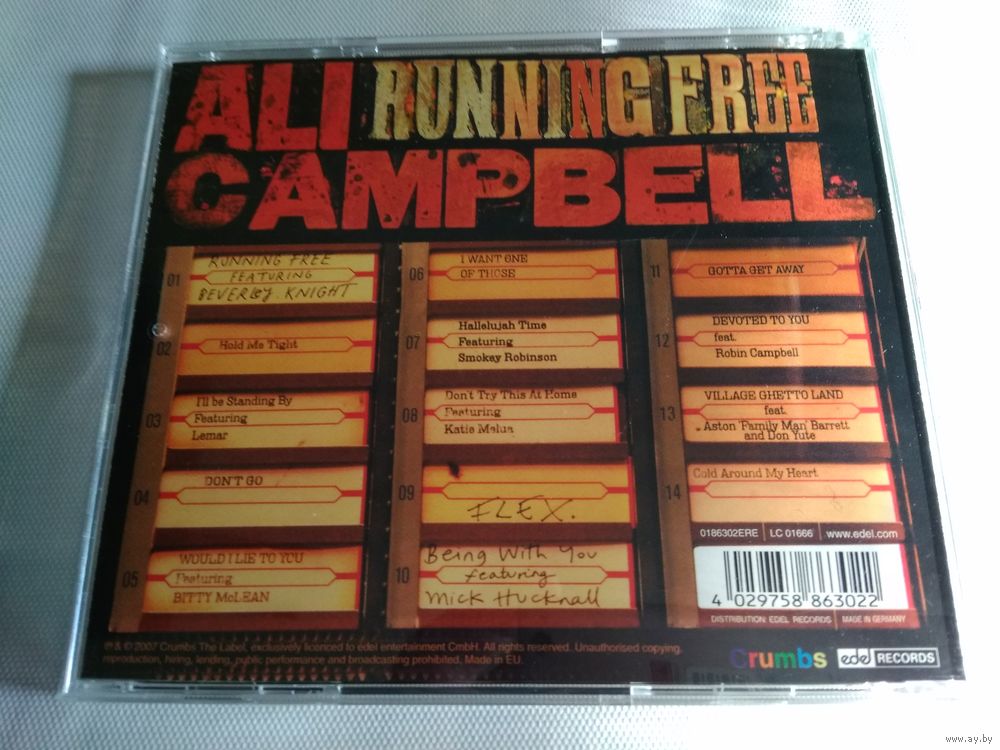 ALI RUNNING FREE
CAMPBELL
01
RUNNING FREE
FEATURING
BEVERLEY KNIGHT
02
Hold Me Tight
03
I'll be Standing By
Featuring
Lemar
04
DON'T GO
05
WOULD I LIE TO YOU
Featuring
BITTY McLEAN
06
I WANT ONE
OF THOSE
07
Hallelujah Time
Featuring
Smokey Robinson
08
Don't Try This At Home
Featuring
Katie Melua
09
FLEX.
10
Being With You
featuring
Mick Hucknall
11
GOTTA GET AWAY
12
DEVOTED TO YOU
feat.
Robin Campbell
13
VILLAGE GHETTO LAND
feat.
Aston 'Family Man' Barrett
and Don Yute
14
Cold Around My Heart
0186302ERE LC 01666 www.edel.com
4 029758 863022
DISTRIBUTION: EDEL RECORDS MADE IN GERMANY
℗ & © 2007 Crumbs The Label, exclusively licenced to edel entertainment GmbH. All rights reserved. Unauthorised copying,
reproduction, hiring, lending, public performance and broadcasting prohibited. Made in EU.
Crumbs edel RECORDS
www.ay.by